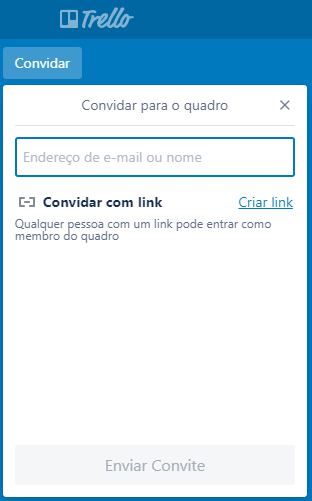 Trello
Convidar
Convidar para o quadro
Endereço de e-mail ou nome
Convidar com link
Criar link
Qualquer pessoa com um link pode entrar como
membro do quadro
Enviar Convite